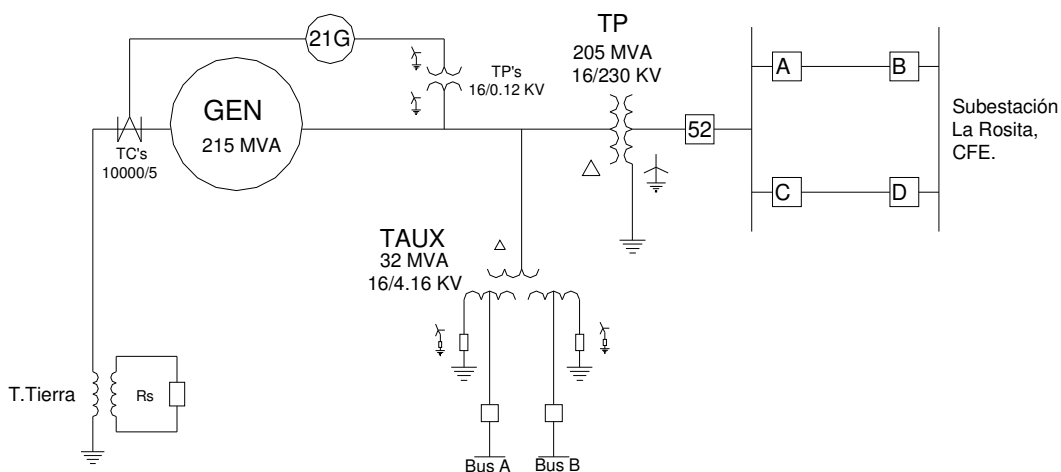 21G
TP's
16/0.12 KV
TP
205 MVA
16/230 KV
GEN
215 MVA
TC's
10000/5
52
A
B
C
D
Subestación
La Rosita,
CFE.
TAUX
32 MVA
16/4.16 KV
T.Tierra
Rs
Bus A
Bus B